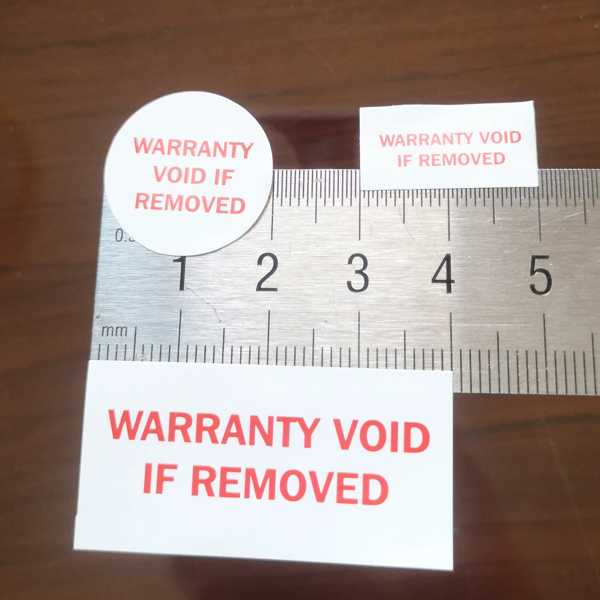 WARRANTY
VOID IF
REMOVED
WARRANTY VOID
IF REMOVED
1 2 3 4 5
mm
WARRANTY VOID
IF REMOVED